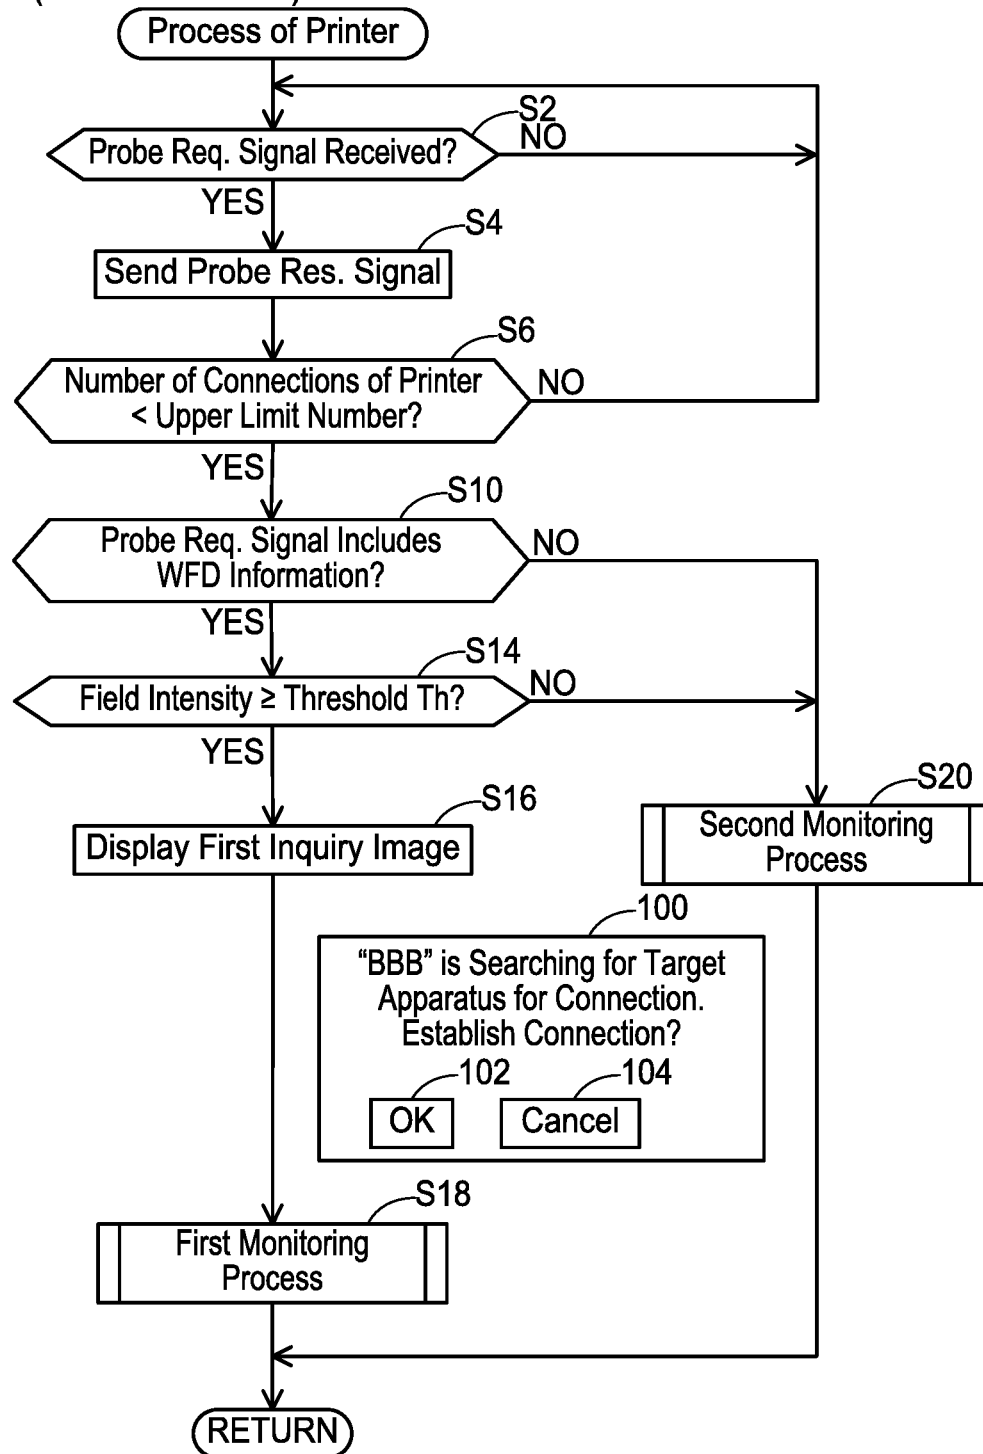 Process of Printer
S2
Probe Req. Signal Received?
NO
YES
S4
Send Probe Res. Signal
S6
Number of Connections of Printer
< Upper Limit Number?
NO
YES
S10
Probe Req. Signal Includes
WFD Information?
NO
YES
S14
Field Intensity ≥ Threshold Th?
NO
YES
S16
Display First Inquiry Image
S20
Second Monitoring
Process
100
“BBB” is Searching for Target
Apparatus for Connection.
Establish Connection?
102
104
OK
Cancel
S18
First Monitoring
Process
RETURN